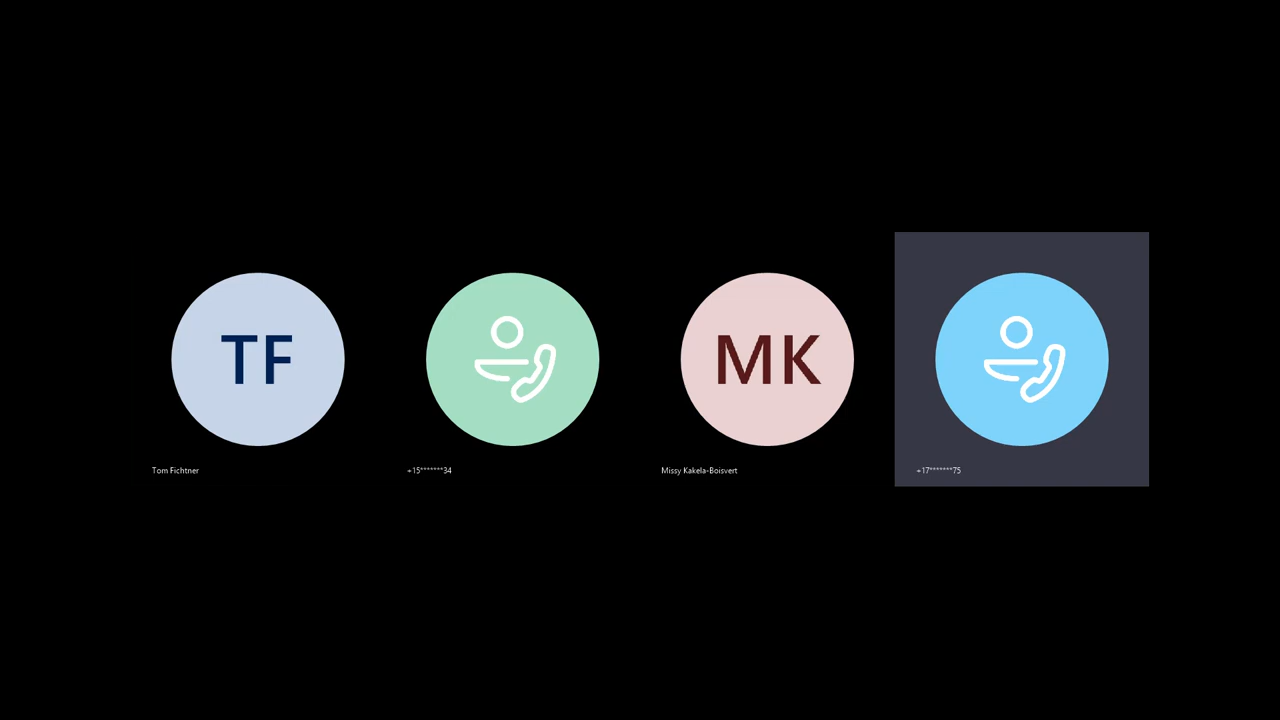 TF
MK
Tom Fichtner
+15*******34
Missy Kakela-Boisvert
+17*******75